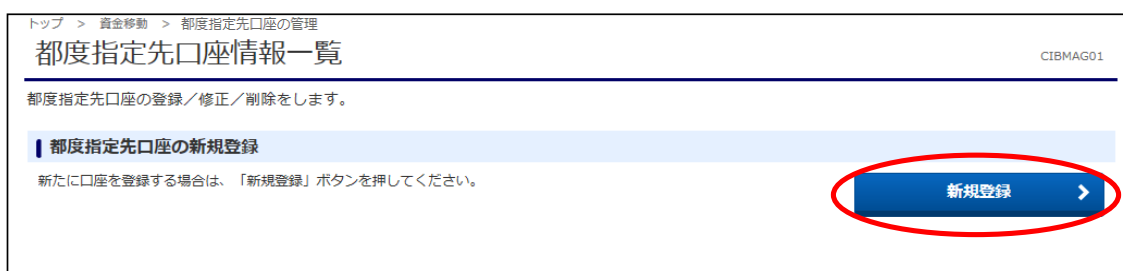 トップ > 資金移動 > 都度指定先口座の管理
都度指定先口座情報一覧
CIBMAG01
都度指定先口座の登録／修正／削除をします。
都度指定先口座の新規登録
新たに口座を登録する場合は、「新規登録」ボタンを押してください。
新規登録